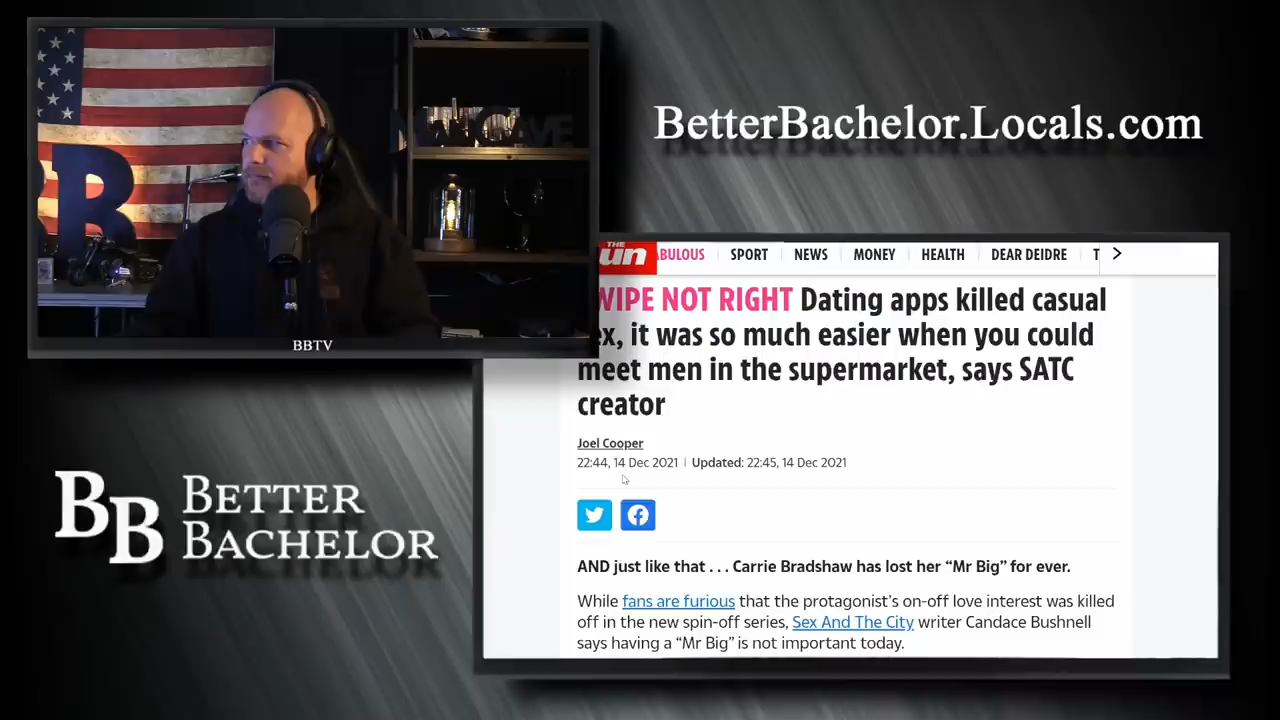 BetterBachelor.Locals.com
B
MAN CAVE
BBTV
BB BETTER
BACHELOR
THE
un
ABULOUS SPORT NEWS MONEY HEALTH DEAR DEIDRE T
WIPE NOT RIGHT Dating apps killed casual
ex, it was so much easier when you could
meet men in the supermarket, says SATC
creator
Joel Cooper
22:44, 14 Dec 2021 | Updated: 22:45, 14 Dec 2021
AND just like that . . . Carrie Bradshaw has lost her “Mr Big” for ever.
While fans are furious that the protagonist’s on-off love interest was killed
off in the new spin-off series, Sex And The City writer Candace Bushnell
says having a “Mr Big” is not important today.